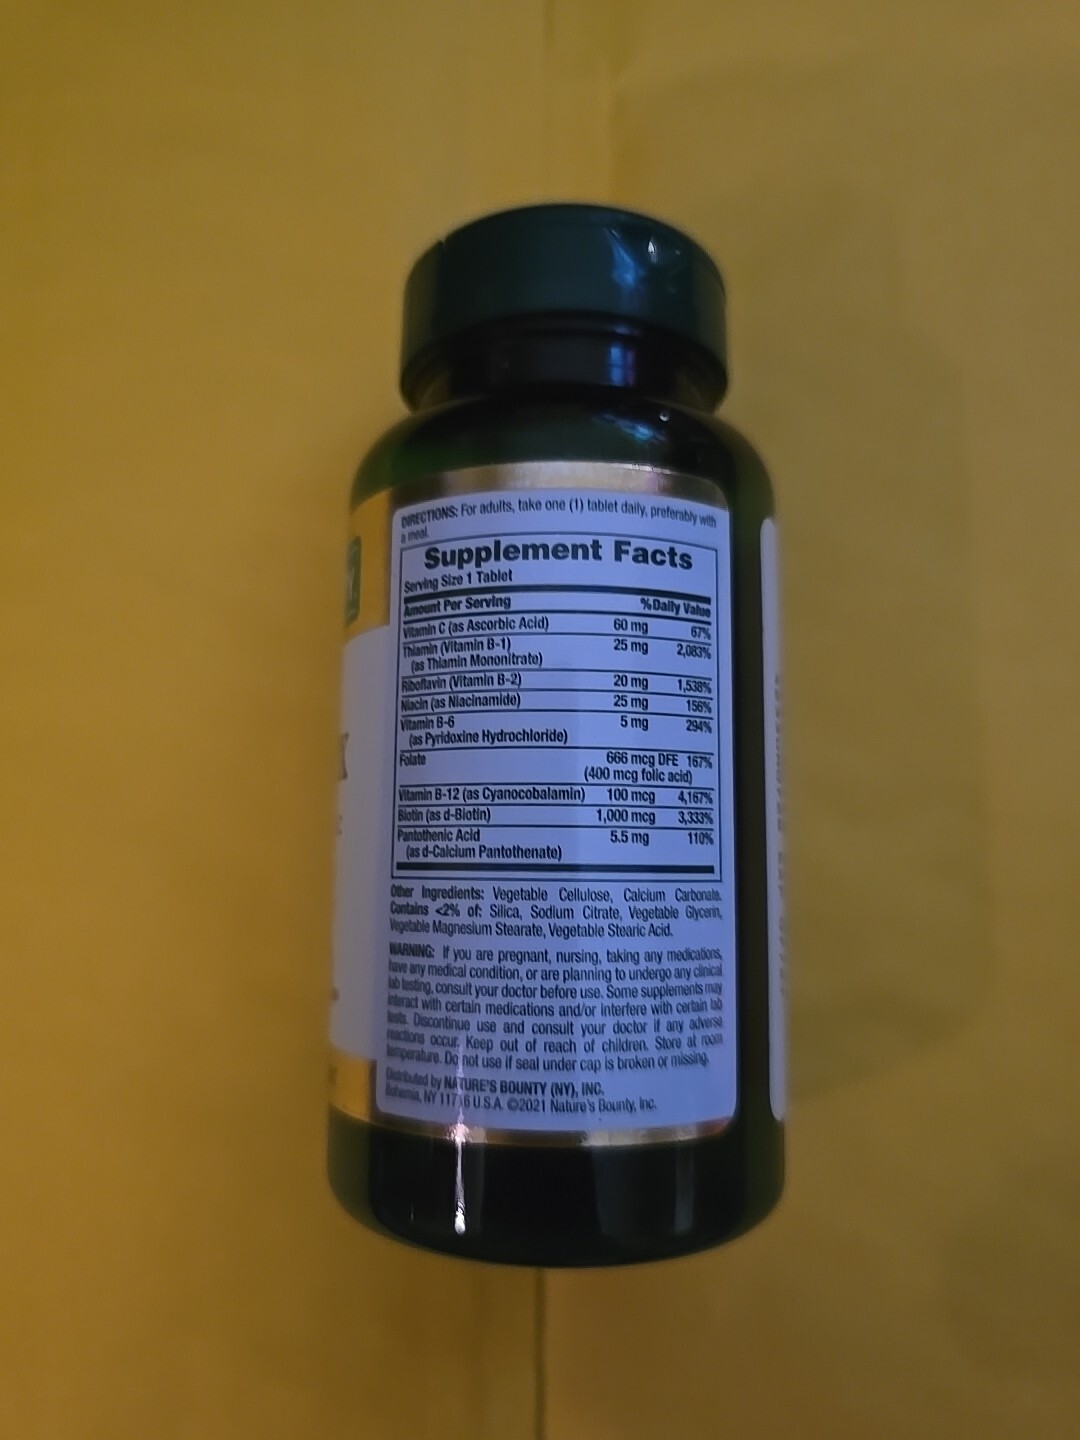 DIRECTIONS: For adults, take one (1) tablet daily, preferably with
a meal.
Supplement Facts
Serving Size 1 Tablet
Amount Per Serving %Daily Value
Vitamin C (as Ascorbic Acid) 60 mg 67%
Thiamin (Vitamin B-1) 25 mg 2,083%
(as Thiamin Mononitrate)
Riboflavin (Vitamin B-2) 20 mg 1,538%
Niacin (as Niacinamide) 25 mg 156%
Vitamin B-6 5 mg 294%
(as Pyridoxine Hydrochloride)
Folate 666 mcg DFE 167%
(400 mcg folic acid)
Vitamin B-12 (as Cyanocobalamin) 100 mcg 4,167%
Biotin (as d-Biotin) 1,000 mcg 3,333%
Pantothenic Acid 5.5 mg 110%
(as d-Calcium Pantothenate)
Other Ingredients: Vegetable Cellulose, Calcium Carbonate.
Contains <2% of: Silica, Sodium Citrate, Vegetable Glycerin,
Vegetable Magnesium Stearate, Vegetable Stearic Acid.
WARNING: If you are pregnant, nursing, taking any medications,
have any medical condition, or are planning to undergo any clinical
lab testing, consult your doctor before use. Some supplements may
interact with certain medications and/or interfere with certain lab
tests. Discontinue use and consult your doctor if any adverse
reactions occur. Keep out of reach of children. Store at room
temperature. Do not use if seal under cap is broken or missing.
Distributed by NATURE'S BOUNTY (NY), INC.
Bohemia, NY 11716 U.S.A. ©2021 Nature's Bounty, Inc.
X